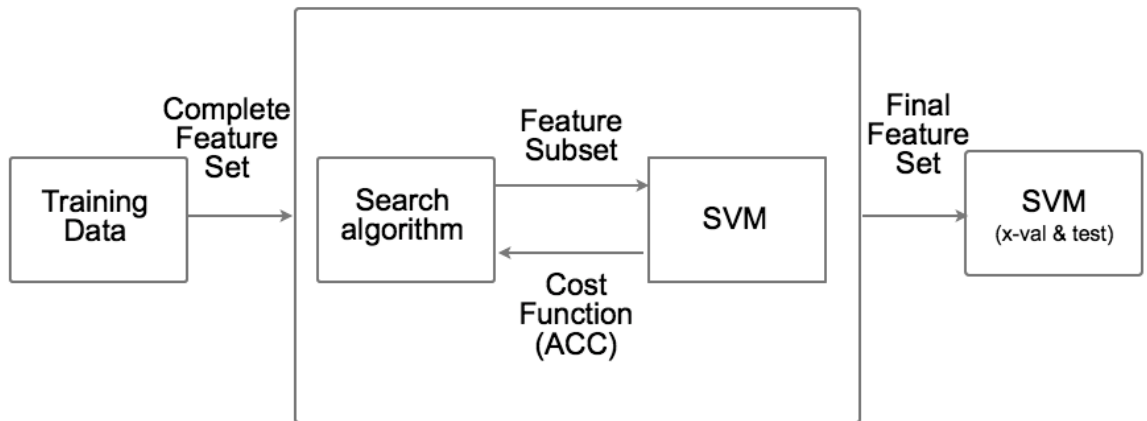 Training
Data
Complete
Feature
Set
Search
algorithm
Feature
Subset
Cost
Function
(ACC)
SVM
Final
Feature
Set
SVM
(x-val & test)